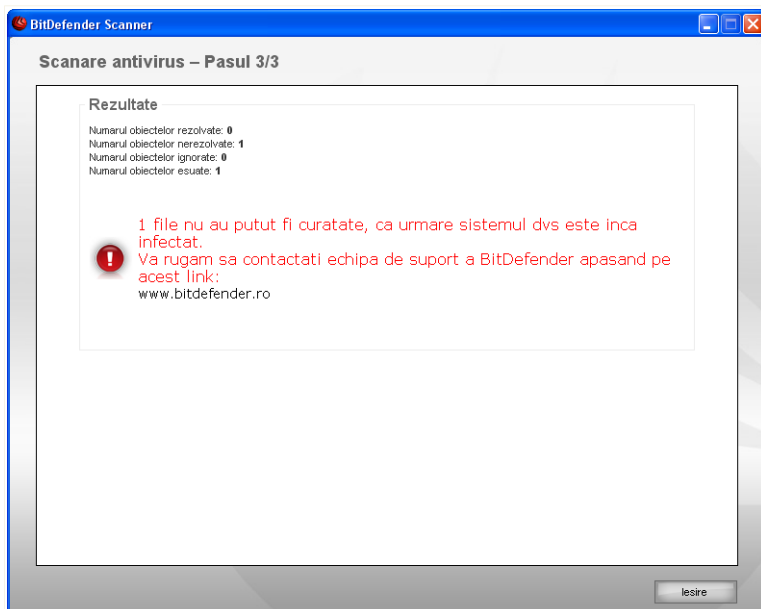 BitDefender Scanner
Scanare antivirus – Pasul 3/3
Rezultate
Numarul obiectelor rezolvate: 0
Numarul obiectelor nerezolvate: 1
Numarul obiectelor ignorate: 0
Numarul obiectelor esuate: 1
1 file nu au putut fi curatate, ca urmare sistemul dvs este inca
infectat.
Va rugam sa contactati echipa de suport a BitDefender apasand pe
acest link:
www.bitdefender.ro
Iesire